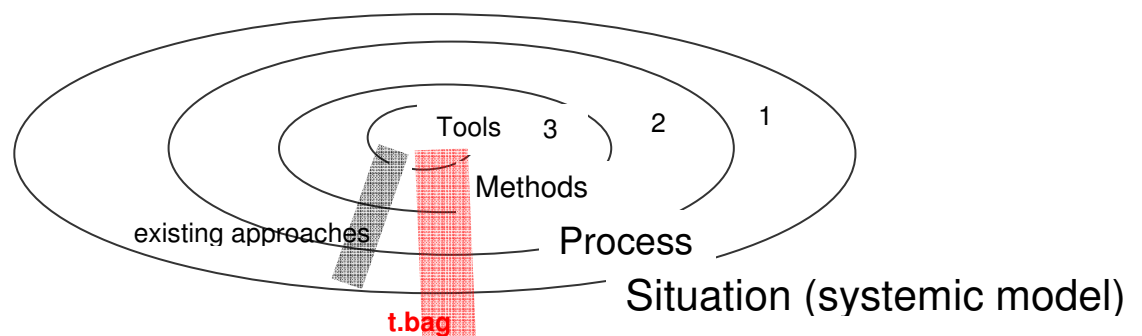 1
2
Tools 3
Methods
existing approaches
Process
Situation (systemic model)
t.bag